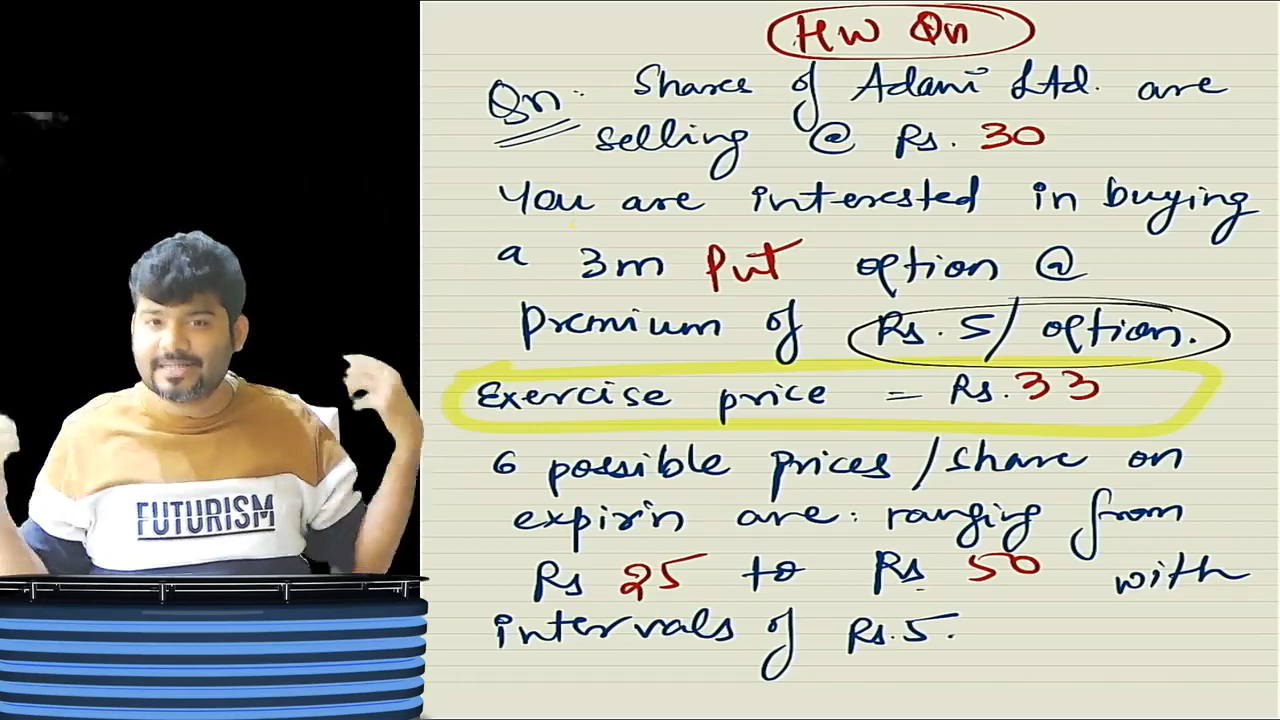 HW Qn
Qn: Shares of Adani Ltd. are
selling @ Rs. 30
You are interested in buying
a 3m Put option @
Premium of Rs. 5/option.
Exercise price = Rs. 33
6 possible prices/share on
expirin are: ranging from
Rs 25 to Rs 50 with
intervals of Rs. 5.
FUTURISM